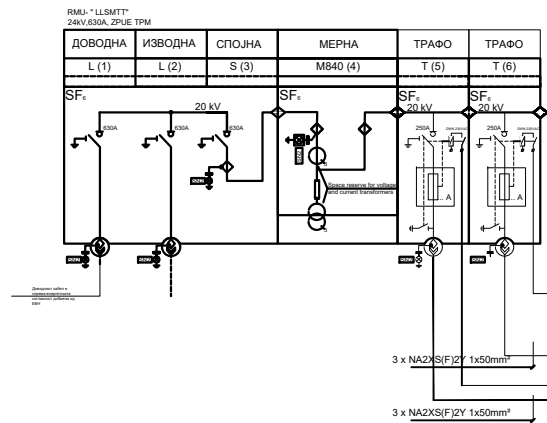 RMU-" LLSMTT"
24kV,630A, ZPUE TPM
ДОВОДНА ИЗВОДНА СПОЈНА МЕРНА ТРАФО ТРАФО
L (1) L (2) S (3) M840 (4) T (5) T (6)
SF₆ SF₆ SF₆ SF₆
20 kV 20 kV 20 kV
630A 630A 630A 250A 250A
A A
Space reserve for voltage
and current transformers
3 x NA2XS(F)2Y 1x50mm²
3 x NA2XS(F)2Y 1x50mm²